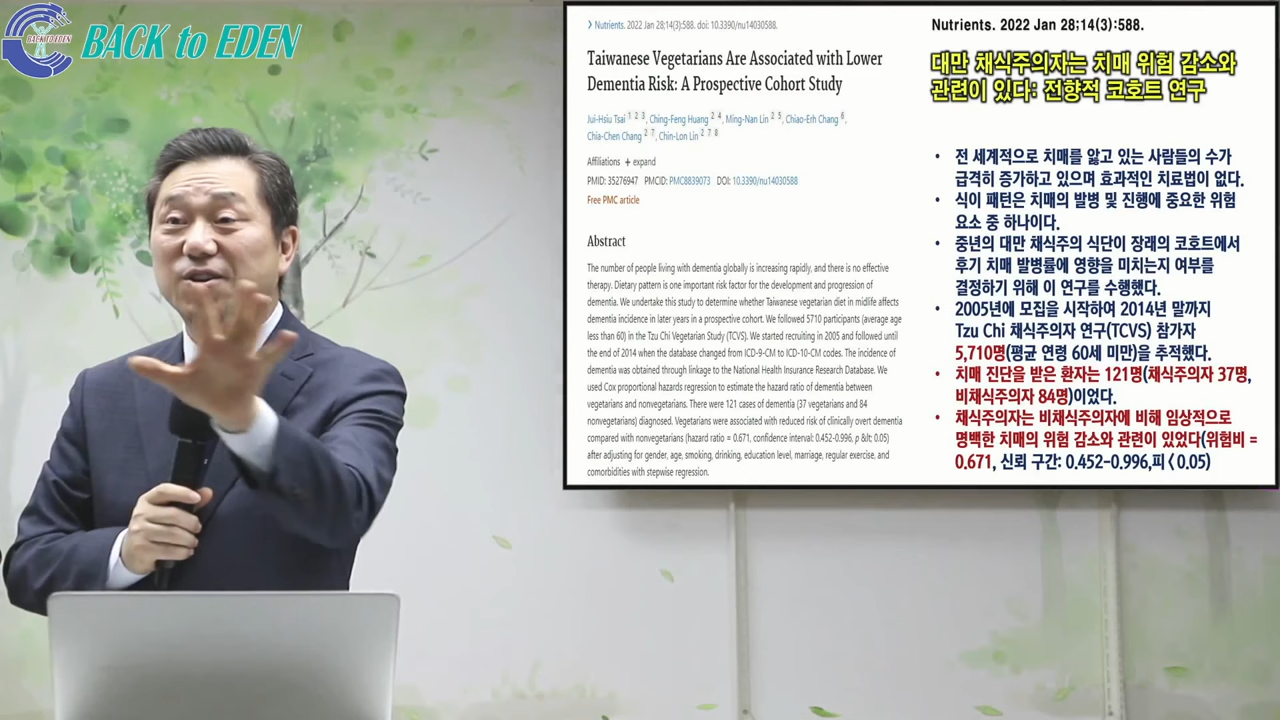 BACK TO EDEN
BACK to EDEN
> Nutrients. 2022 Jan 28;14(3):588. doi: 10.3390/nu14030588.
Taiwanese Vegetarians Are Associated with Lower
Dementia Risk: A Prospective Cohort Study
Jui-Hsiu Tsai 1 2 3, Ching-Feng Huang 2 4, Ming-Nan Lin 2 5, Chiao-Erh Chang 6,
Chia-Chen Chang 2 7, Chin-Lon Lin 2 7 8
Affiliations + expand
PMID: 35276947 PMCID: PMC8839073 DOI: 10.3390/nu14030588
Free PMC article
Abstract
The number of people living with dementia globally is increasing rapidly, and there is no effective
therapy. Dietary pattern is one important risk factor for the development and progression of
dementia. We undertake this study to determine whether Taiwanese vegetarian diet in midlife affects
dementia incidence in later years in a prospective cohort. We followed 5710 participants (average age
less than 60) in the Tzu Chi Vegetarian Study (TCVS). We started recruiting in 2005 and followed until
the end of 2014 when the database changed from ICD-9-CM to ICD-10-CM codes. The incidence of
dementia was obtained through linkage to the National Health Insurance Research Database. We
used Cox proportional hazards regression to estimate the hazard ratio of dementia between
vegetarians and nonvegetarians. There were 121 cases of dementia (37 vegetarians and 84
nonvegetarians) diagnosed. Vegetarians were associated with reduced risk of clinically overt dementia
compared with nonvegetarians (hazard ratio = 0.671, confidence interval: 0.452-0.996, p &lt; 0.05)
after adjusting for gender, age, smoking, drinking, education level, marriage, regular exercise, and
comorbidities with stepwise regression.
Nutrients. 2022 Jan 28;14(3):588.
대만 채식주의자는 치매 위험 감소와
관련이 있다: 전향적 코호트 연구
• 전 세계적으로 치매를 앓고 있는 사람들의 수가
급격히 증가하고 있으며 효과적인 치료법이 없다.
• 식이 패턴은 치매의 발병 및 진행에 중요한 위험
요소 중 하나이다.
• 중년의 대만 채식주의 식단이 장래의 코호트에서
후기 치매 발병률에 영향을 미치는지 여부를
결정하기 위해 이 연구를 수행했다.
• 2005년에 모집을 시작하여 2014년 말까지
Tzu Chi 채식주의자 연구(TCVS) 참가자
5,710명(평균 연령 60세 미만)을 추적했다.
• 치매 진단을 받은 환자는 121명(채식주의자 37명,
비채식주의자 84명)이었다.
• 채식주의자는 비채식주의자에 비해 임상적으로
명백한 치매의 위험 감소와 관련이 있었다(위험비 =
0.671, 신뢰 구간: 0.452-0.996,피 < 0.05)